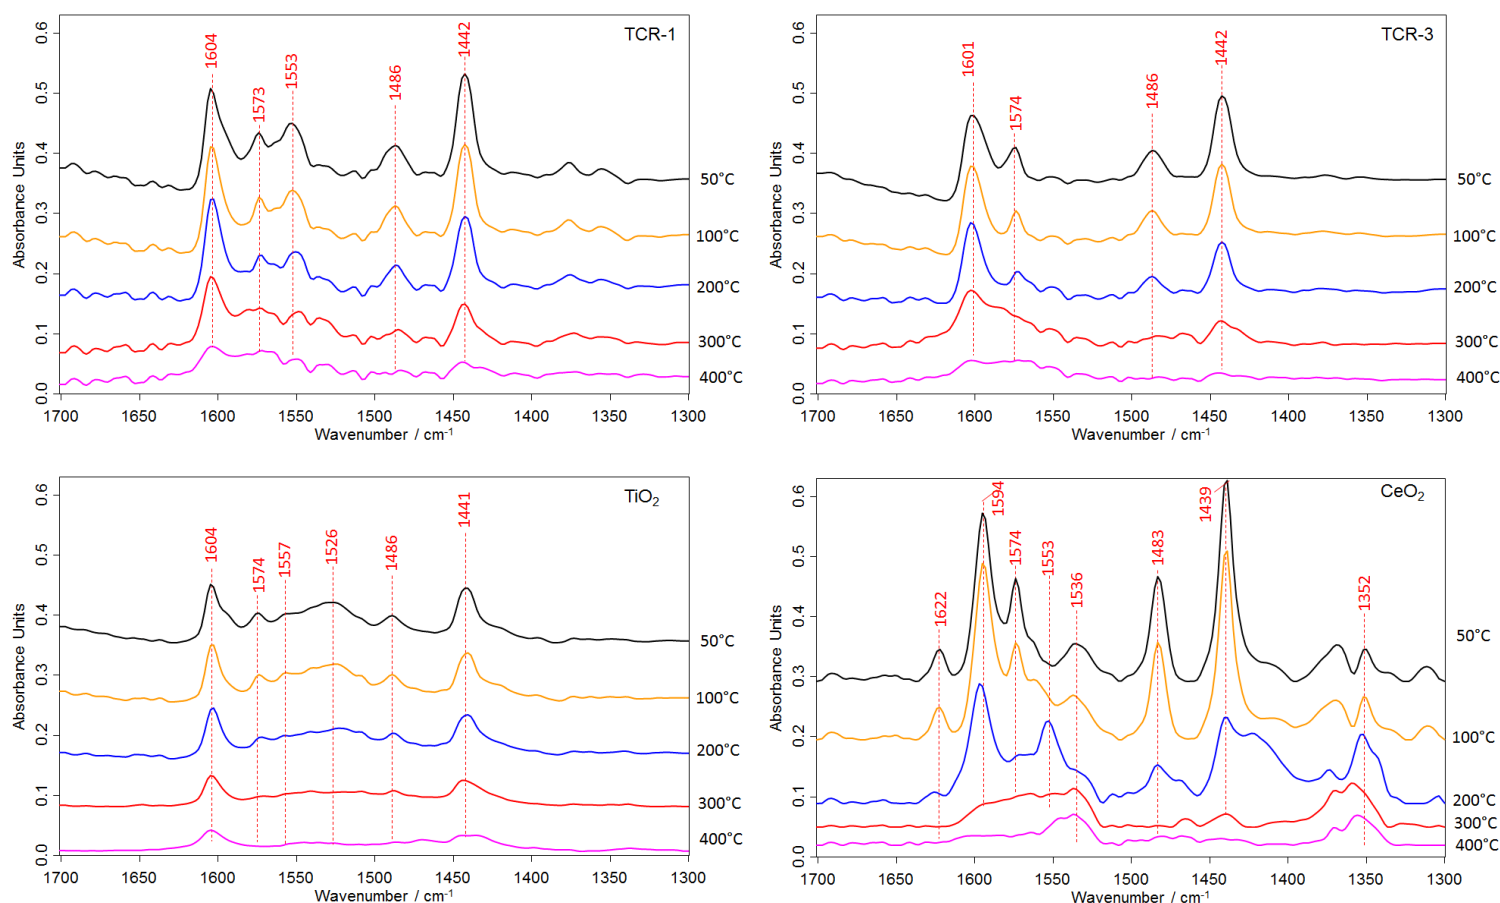 TCR-1
1604
1573
1553
1486
1442
0.6
0.5
0.4
0.3
0.2
0.1
0.0
Absorbance Units
50°C
100°C
200°C
300°C
400°C
1700 1650 1600 1550 1500 1450 1400 1350 1300
Wavenumber / cm⁻¹
TCR-3
1601
1574
1486
1442
0.6
0.5
0.4
0.3
0.2
0.1
0.0
Absorbance Units
50°C
100°C
200°C
300°C
400°C
1700 1650 1600 1550 1500 1450 1400 1350 1300
Wavenumber / cm⁻¹
TiO₂
1604
1574
1557
1526
1486
1441
0.6
0.5
0.4
0.3
0.2
0.1
0.0
Absorbance Units
50°C
100°C
200°C
300°C
400°C
1700 1650 1600 1550 1500 1450 1400 1350 1300
Wavenumber / cm⁻¹
CeO₂
1622
1594
1574
1553
1536
1483
1439
1352
0.6
0.5
0.4
0.3
0.2
0.1
0.0
Absorbance Units
50°C
100°C
200°C
300°C
400°C
1700 1650 1600 1550 1500 1450 1400 1350 1300
Wavenumber / cm⁻¹